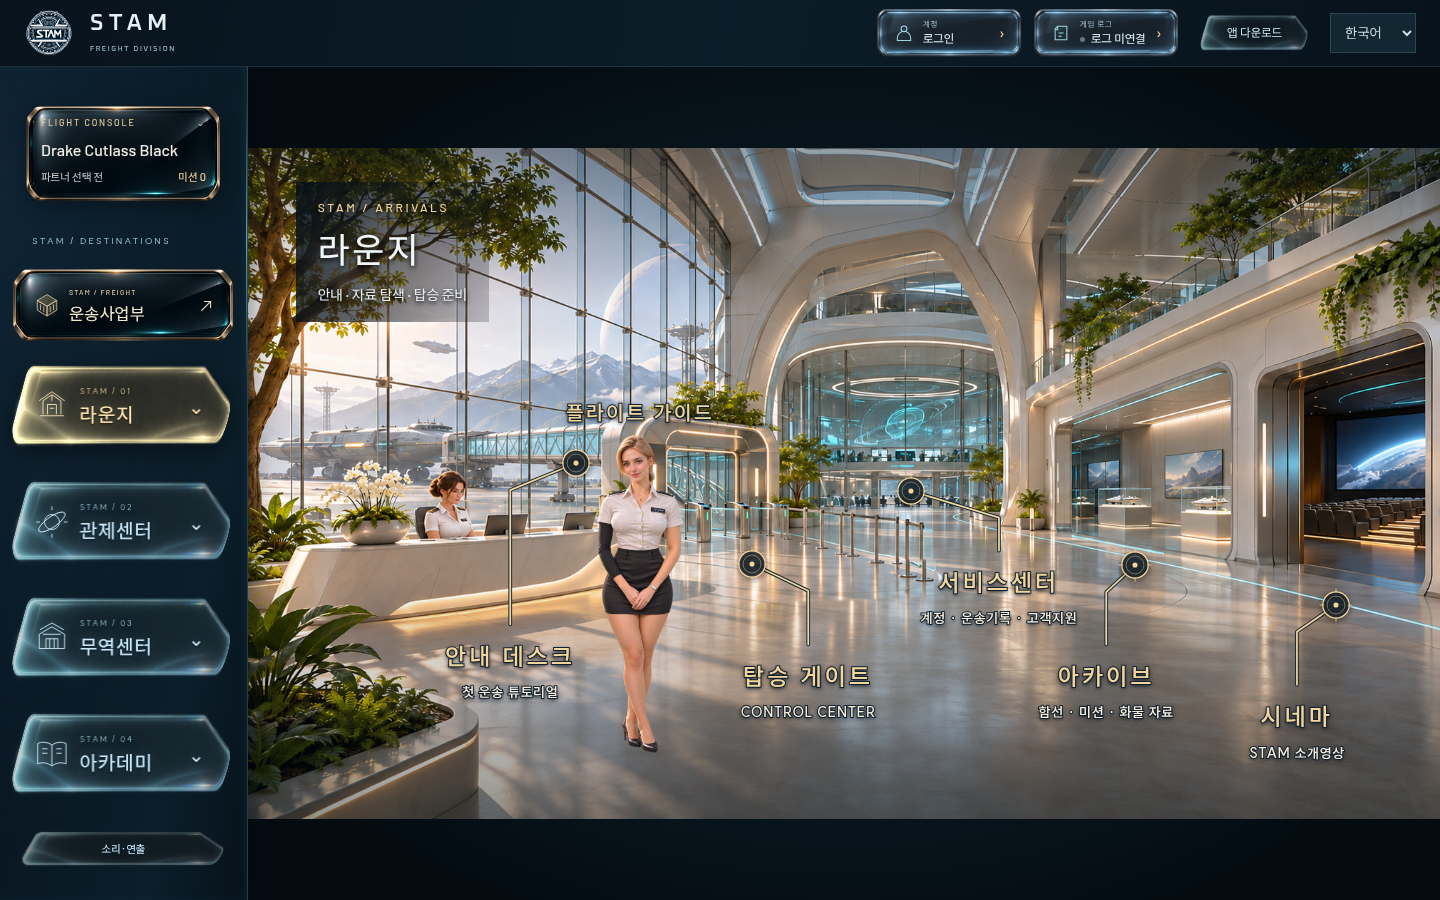 STAM
STAM
FREIGHT DIVISION
계정
로그인
게임 로그
로그 미연결
앱 다운로드
한국어
FLIGHT CONSOLE
Drake Cutlass Black
파트너 선택 전
미션 0
STAM / DESTINATIONS
STAM / FREIGHT
운송사업부
STAM / 01
라운지
STAM / 02
관제센터
STAM / 03
무역센터
STAM / 04
아카데미
소리·연출
STAM / ARRIVALS
라운지
안내·자료 탐색·탑승 준비
플라이트 가이드
안내 데스크
첫 운송 튜토리얼
탑승 게이트
CONTROL CENTER
서비스센터
계정 · 운송기록 · 고객지원
아카이브
함선 · 미션 · 화물 자료
시네마
STAM 소개영상